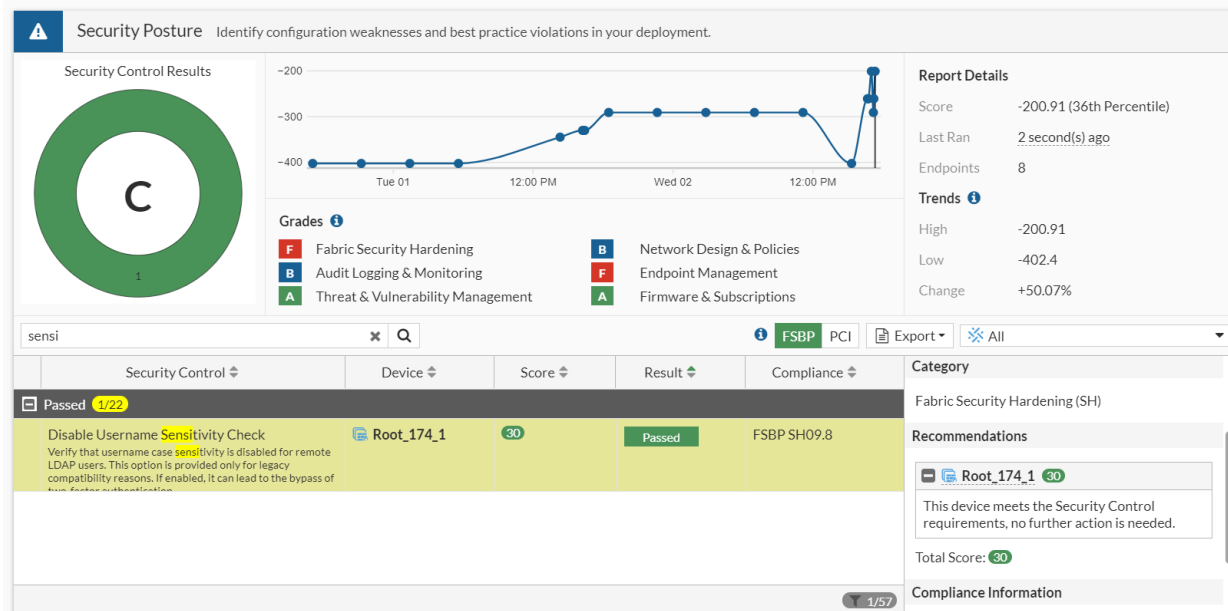 Security Posture Identify configuration weaknesses and best practice violations in your deployment.
Security Control Results
C
1
-200
-300
-400
Tue 01 12:00 PM Wed 02 12:00 PM
Grades
F Fabric Security Hardening
B Audit Logging & Monitoring
A Threat & Vulnerability Management
B Network Design & Policies
F Endpoint Management
A Firmware & Subscriptions
Report Details
Score -200.91 (36th Percentile)
Last Ran 2 second(s) ago
Endpoints 8
Trends
High -200.91
Low -402.4
Change +50.07%
sensi FSBP PCI Export All
Security Control Device Score Result Compliance
Passed 1/22
Disable Username Sensitivity Check Root_174_1 30 Passed FSBP SH09.8
Verify that username case sensitivity is disabled for remote
LDAP users. This option is provided only for legacy
compatibility reasons. If enabled, it can lead to the bypass of
two-factor authentication
1/57
Category
Fabric Security Hardening (SH)
Recommendations
Root_174_1 30
This device meets the Security Control
requirements, no further action is needed.
Total Score: 30
Compliance Information